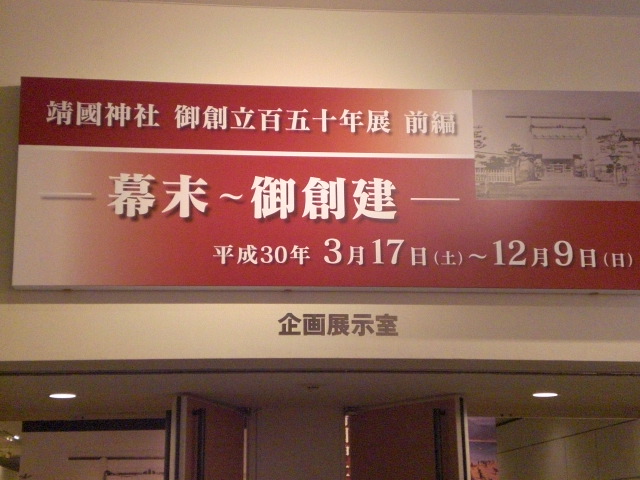 靖國神社 御創立百五十年展 前編
― 幕末～御創建 ―
平成30年 3月17日(土)～12月9日(日)
企画展示室